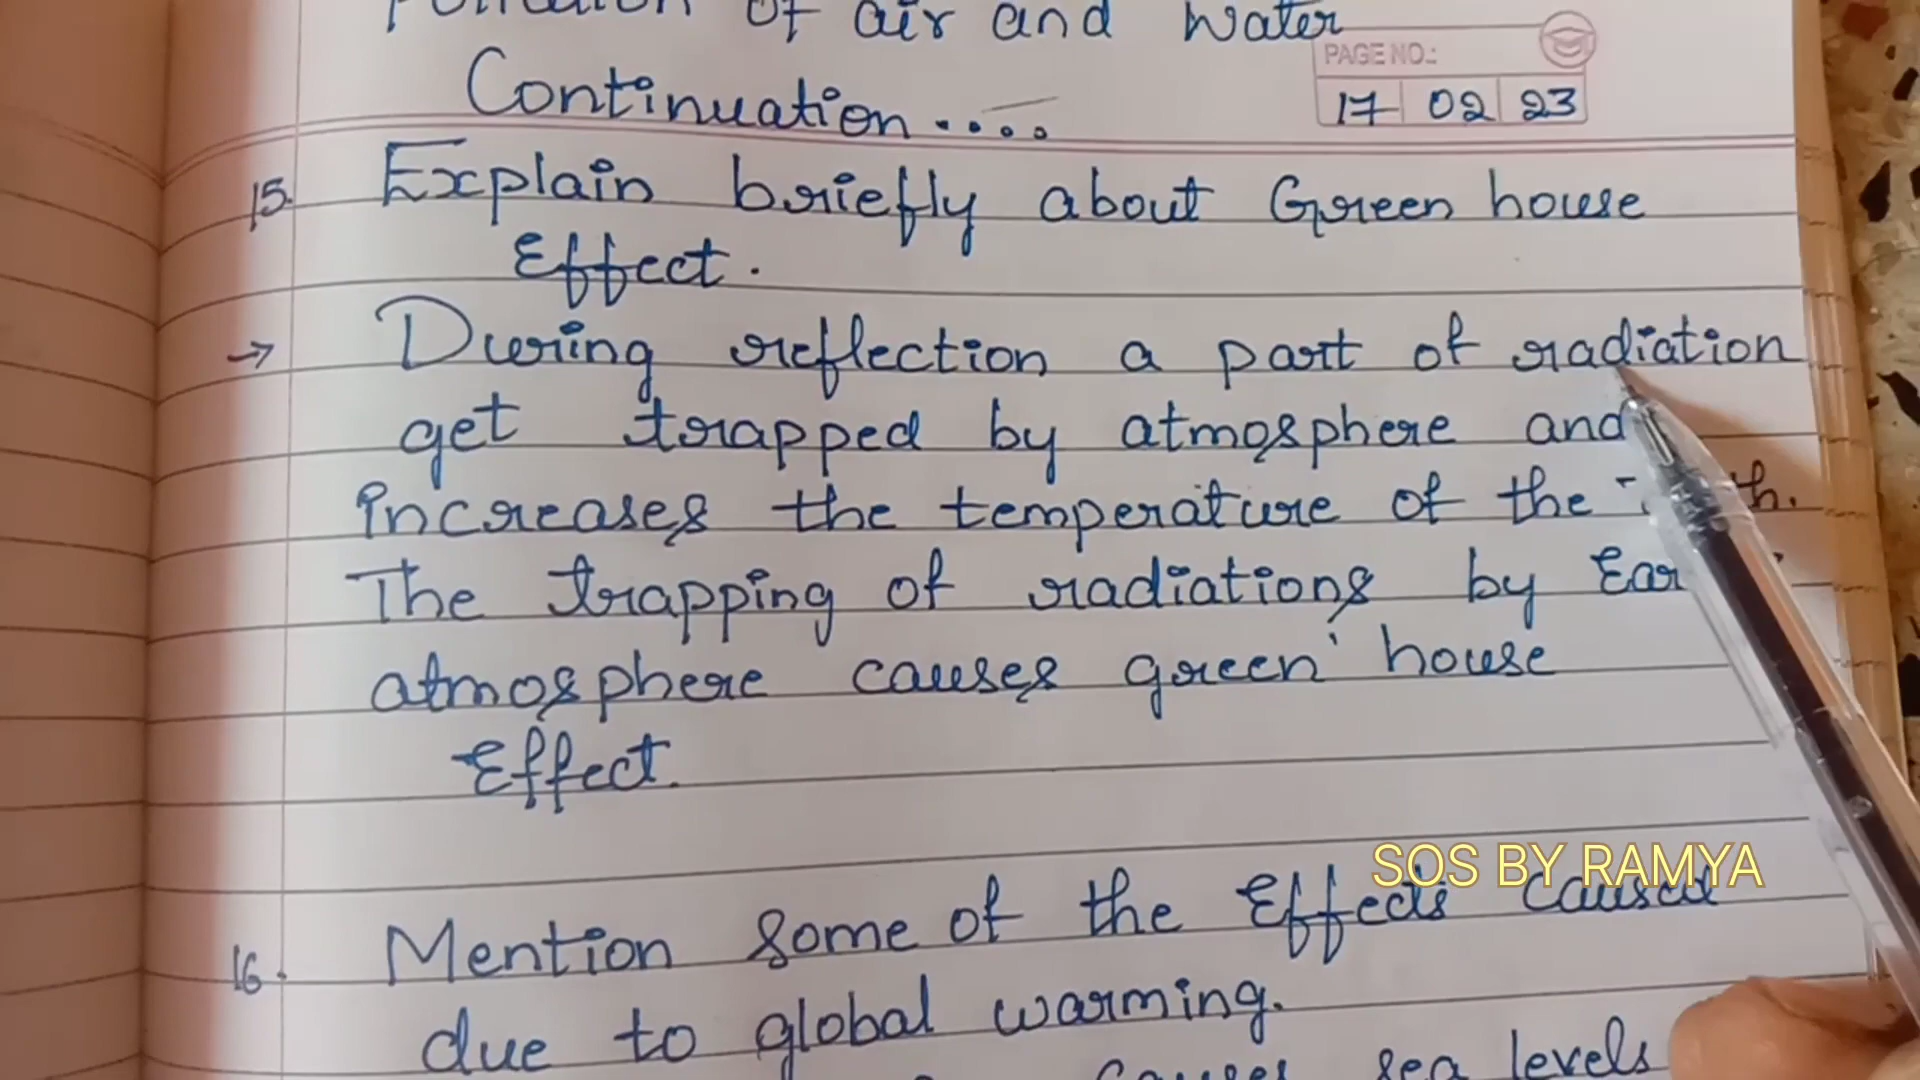 Pollution of air and Water
Continuation....
PAGE NO.:
17 02 23
15. Explain briefly about Green house
Effect.
→ During reflection a part of radiation
get trapped by atmosphere and
increases the temperature of the
The trapping of radiations by
atmosphere causes green house
Effect.
SOS BY RAMYA
16. Mention some of the Effects caused
due to global warming.
causes sea levels